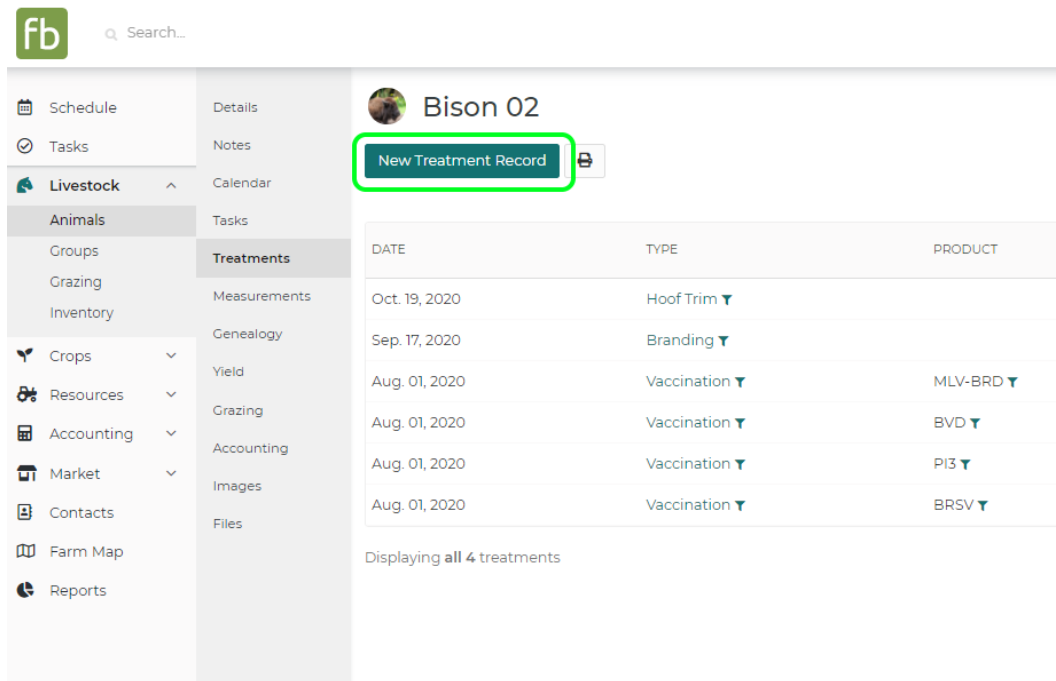 fb
Search...
Schedule
Tasks
Livestock
Animals
Groups
Grazing
Inventory
Crops
Resources
Accounting
Market
Contacts
Farm Map
Reports
Details
Notes
Calendar
Tasks
Treatments
Measurements
Genealogy
Yield
Grazing
Accounting
Images
Files
Bison 02
New Treatment Record
DATE TYPE PRODUCT
Oct. 19, 2020 Hoof Trim
Sep. 17, 2020 Branding
Aug. 01, 2020 Vaccination MLV-BRD
Aug. 01, 2020 Vaccination BVD
Aug. 01, 2020 Vaccination PI3
Aug. 01, 2020 Vaccination BRSV
Displaying all 4 treatments